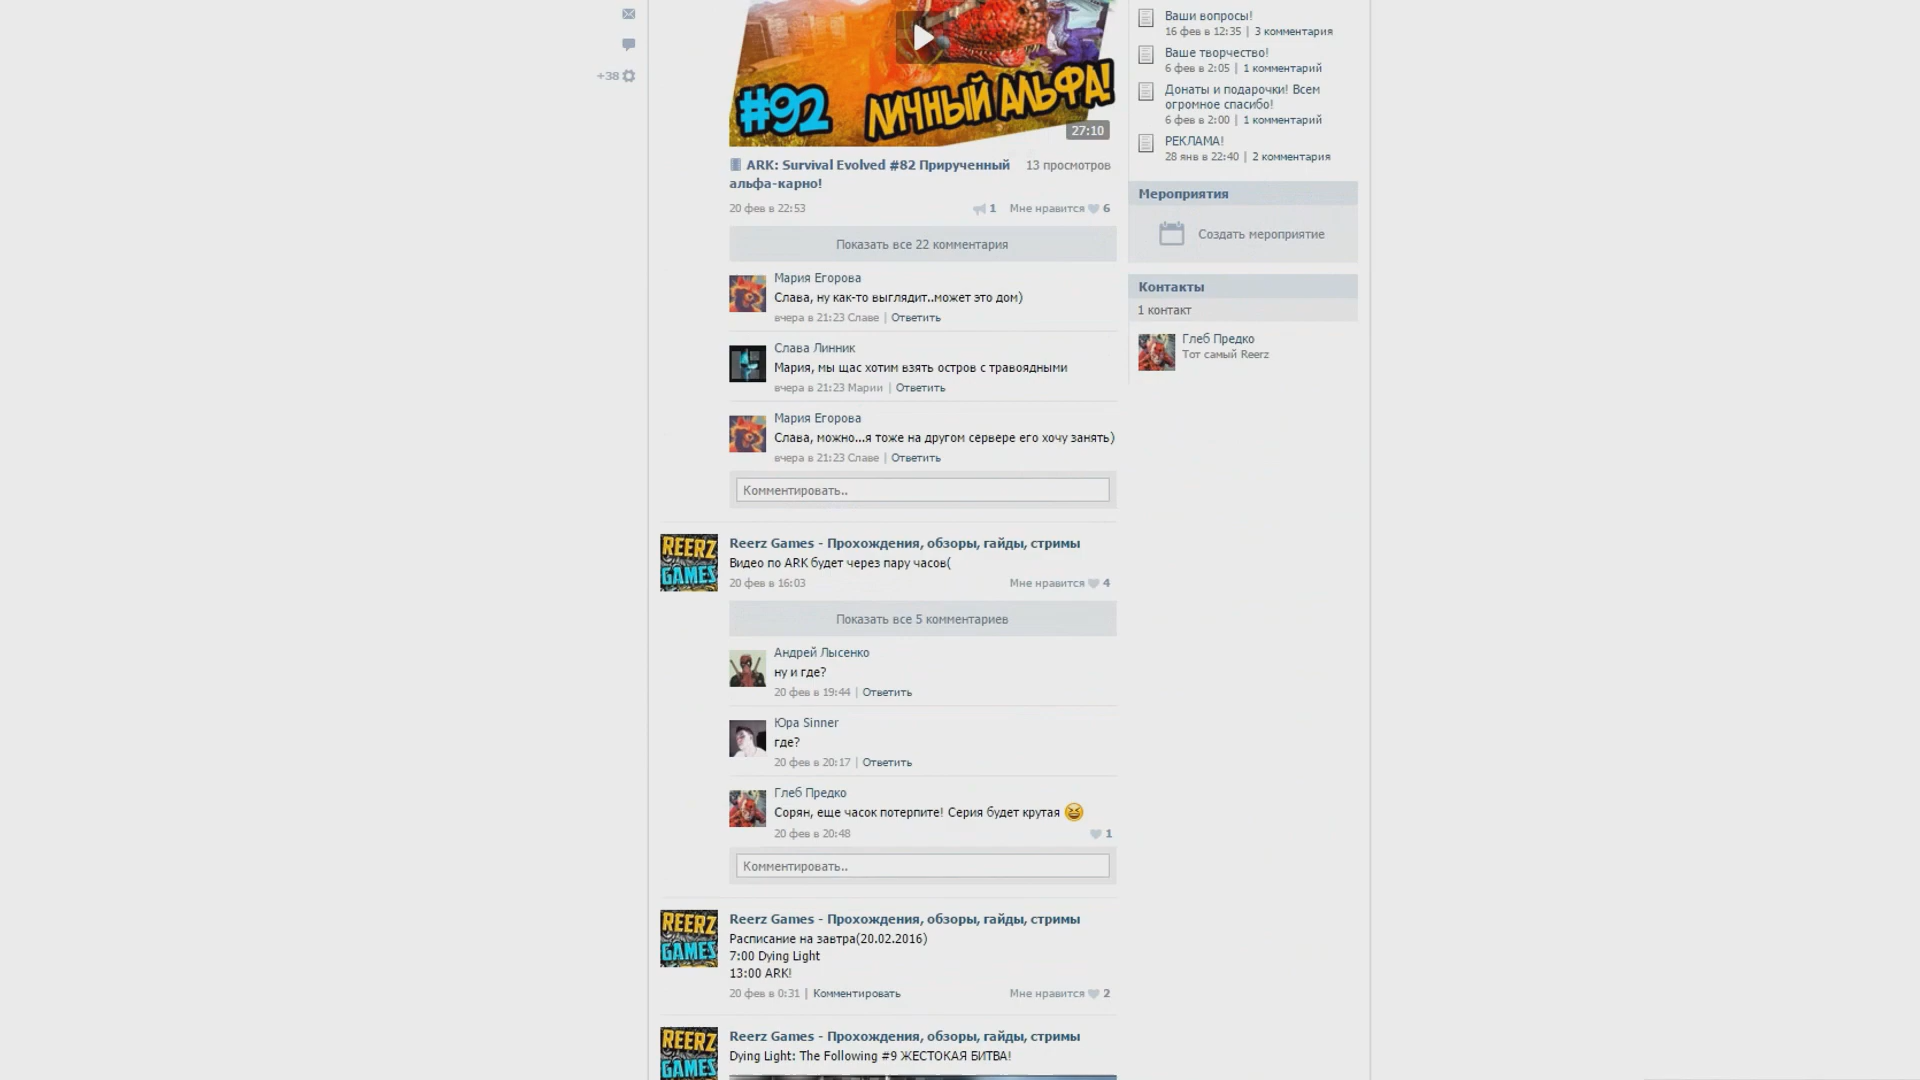 +38
#92 ЛИЧНЫЙ АЛЬФА!
27:10
ARK: Survival Evolved #82 Прирученный
альфа-карно!
13 просмотров
20 фев в 22:53
1 Мне нравится 6
Показать все 22 комментария
Мария Егорова
Слава, ну как-то выглядит..может это дом)
вчера в 21:23 Славе | Ответить
Слава Линник
Мария, мы щас хотим взять остров с травоядными
вчера в 21:23 Марии | Ответить
Мария Егорова
Слава, можно...я тоже на другом сервере его хочу занять)
вчера в 21:23 Славе | Ответить
Комментировать..
REERZ
GAMES
Reerz Games - Прохождения, обзоры, гайды, стримы
Видео по ARK будет через пару часов(
20 фев в 16:03
Мне нравится 4
Показать все 5 комментариев
Андрей Лысенко
ну и где?
20 фев в 19:44 | Ответить
Юра Sinner
где?
20 фев в 20:17 | Ответить
Глеб Предко
Сорян, еще часок потерпите! Серия будет крутая
20 фев в 20:48
1
Комментировать..
REERZ
GAMES
Reerz Games - Прохождения, обзоры, гайды, стримы
Расписание на завтра(20.02.2016)
7:00 Dying Light
13:00 ARK!
20 фев в 0:31 | Комментировать
Мне нравится 2
REERZ
GAMES
Reerz Games - Прохождения, обзоры, гайды, стримы
Dying Light: The Following #9 ЖЕСТОКАЯ БИТВА!
Ваши вопросы!
16 фев в 12:35 | 3 комментария
Ваше творчество!
6 фев в 2:05 | 1 комментарий
Донаты и подарочки! Всем
огромное спасибо!
6 фев в 2:00 | 1 комментарий
РЕКЛАМА!
28 янв в 22:40 | 2 комментария
Мероприятия
Создать мероприятие
Контакты
1 контакт
Глеб Предко
Тот самый Reerz